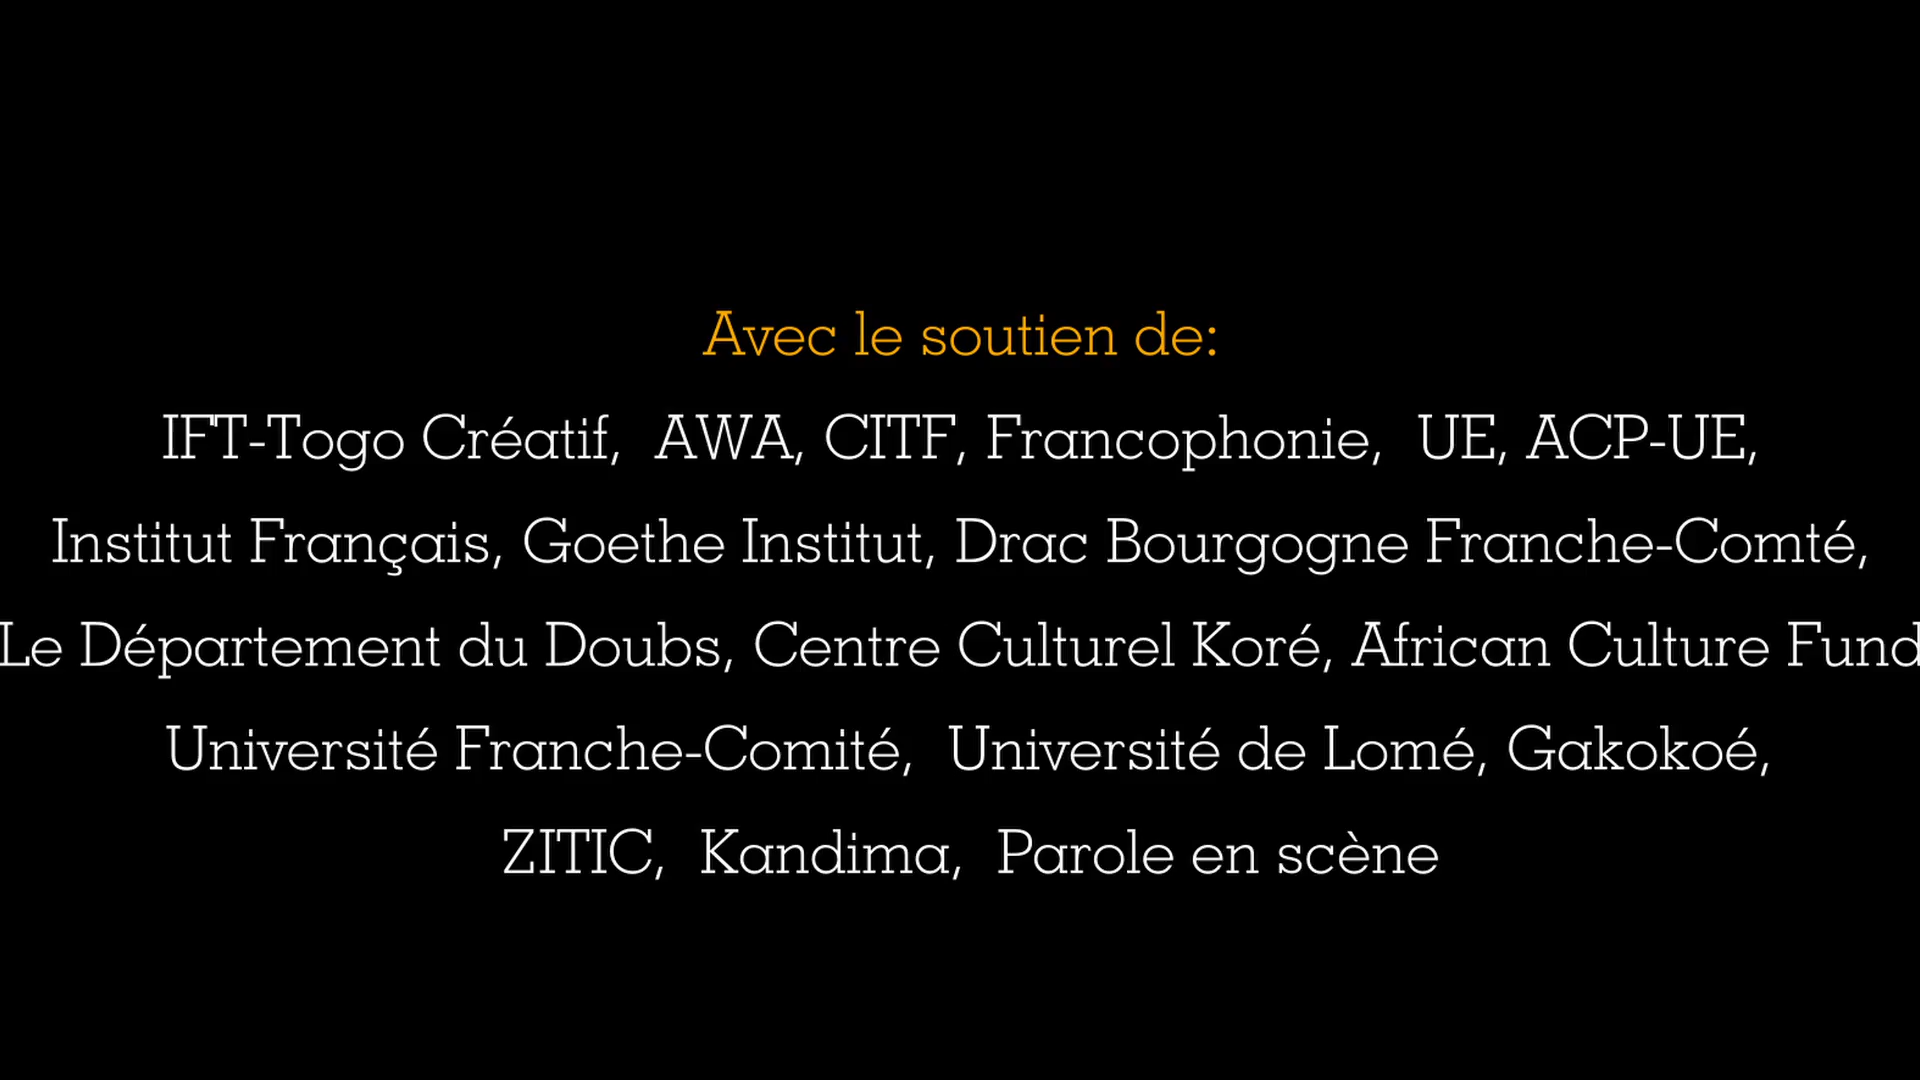 Avec le soutien de:
IFT-Togo Créatif, AWA, CITF, Francophonie, UE, ACP-UE,
Institut Français, Goethe Institut, Drac Bourgogne Franche-Comté,
Le Département du Doubs, Centre Culturel Koré, African Culture Fund
Université Franche-Comité, Université de Lomé, Gakokoé,
ZITIC, Kandima, Parole en scène